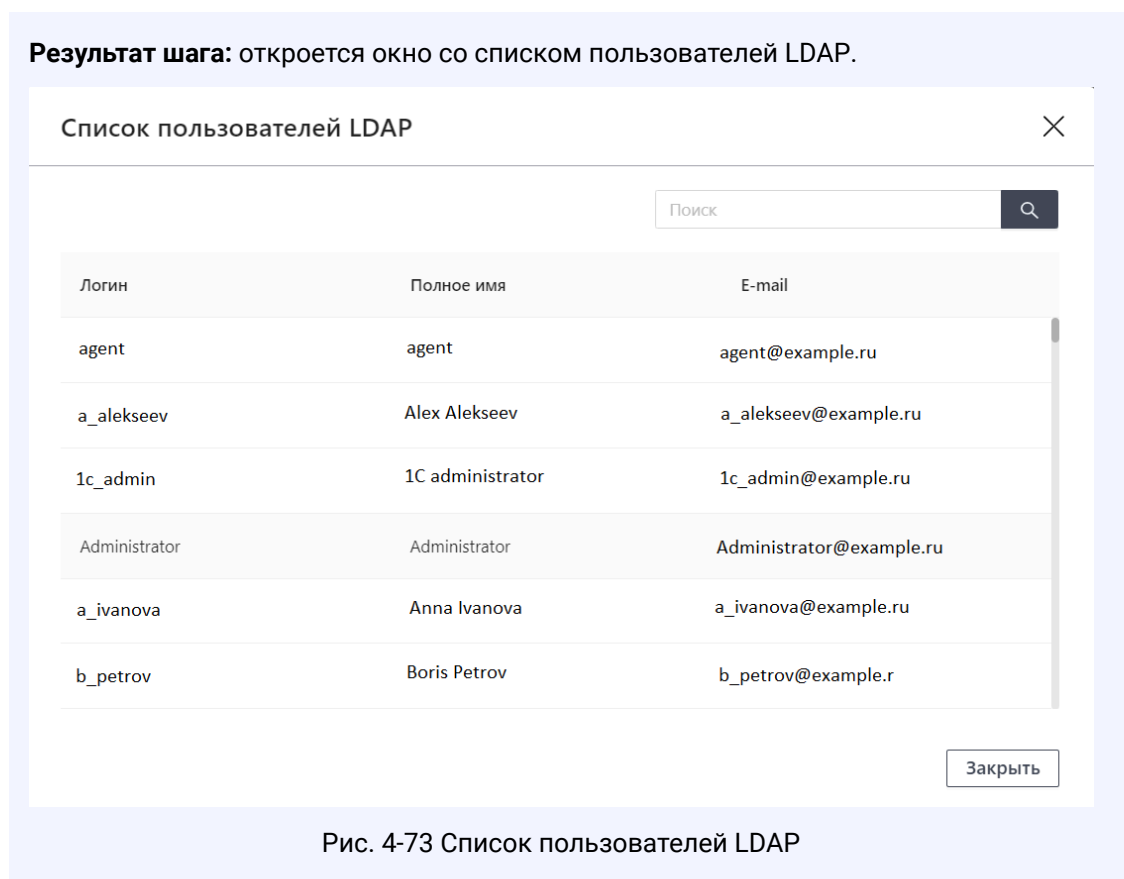 Результат шага: откроется окно со списком пользователей LDAP.
Список пользователей LDAP
Поиск
Логин Полное имя E-mail
agent agent agent@example.ru
a_alekseev Alex Alekseev a_alekseev@example.ru
1c_admin 1C administrator 1c_admin@example.ru
Administrator Administrator Administrator@example.ru
a_ivanova Anna Ivanova a_ivanova@example.ru
b_petrov Boris Petrov b_petrov@example.r
Закрыть
Рис. 4-73 Список пользователей LDAP